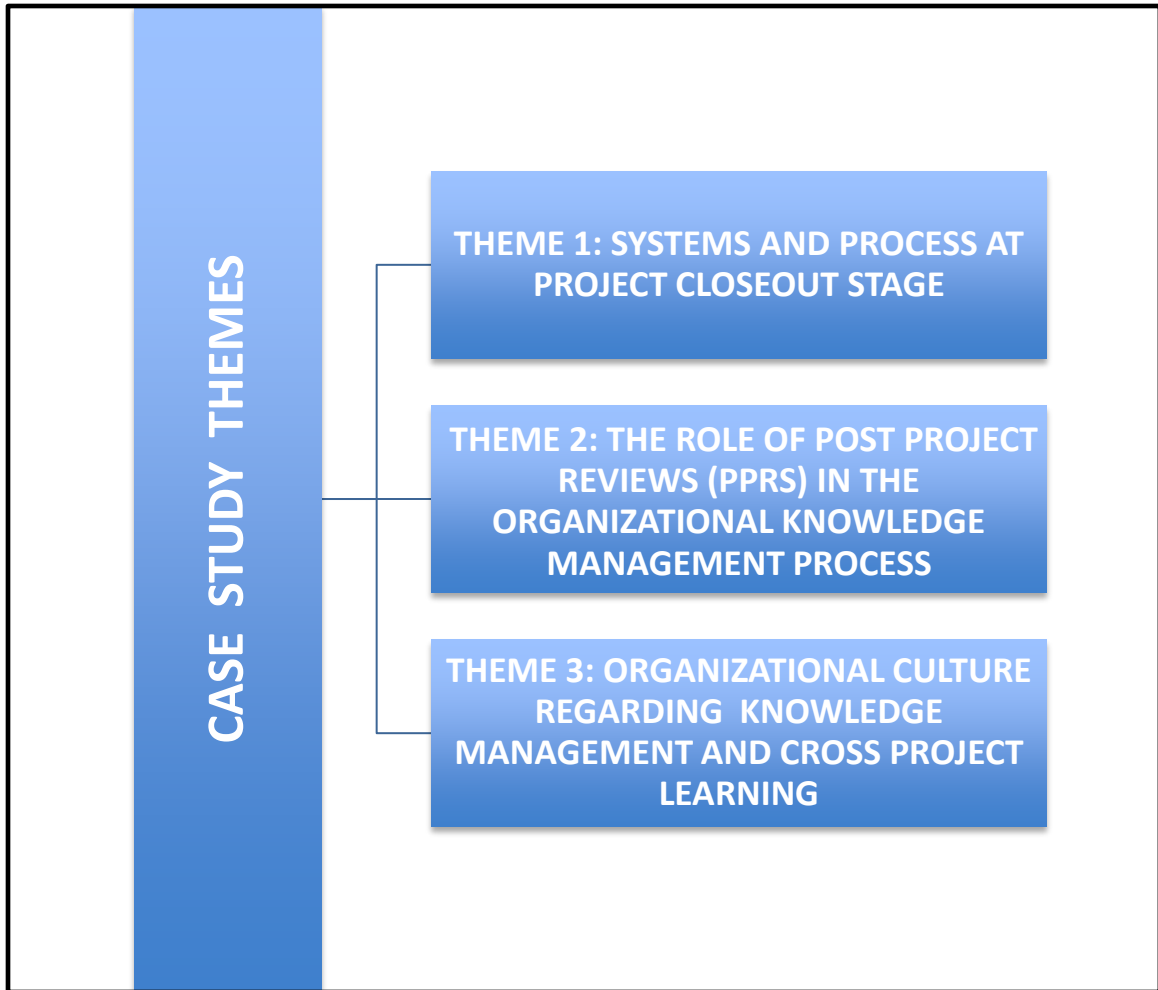 CASE STUDY THEMES
THEME 1: SYSTEMS AND PROCESS AT
PROJECT CLOSEOUT STAGE
THEME 2: THE ROLE OF POST PROJECT
REVIEWS (PPRS) IN THE
ORGANIZATIONAL KNOWLEDGE
MANAGEMENT PROCESS
THEME 3: ORGANIZATIONAL CULTURE
REGARDING  KNOWLEDGE
MANAGEMENT AND CROSS PROJECT
LEARNING